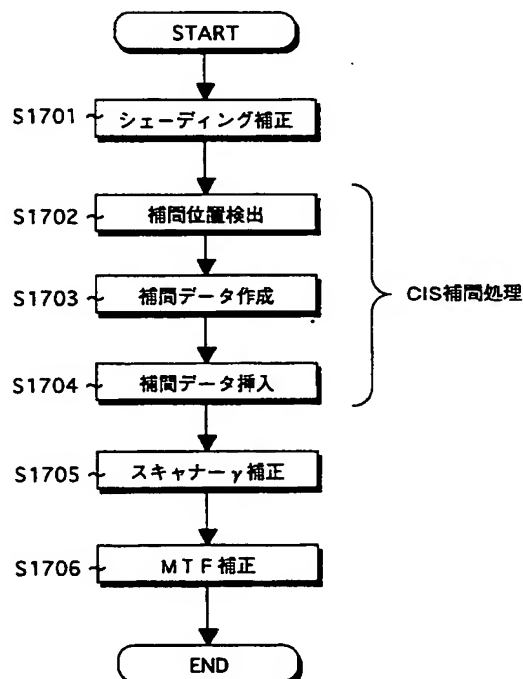 START
S1701 シェーディング補正
S1702 補間位置検出
S1703 補間データ作成
CIS補間処理
S1704 補間データ挿入
S1705 スキャナーγ補正
S1706 MTF補正
END